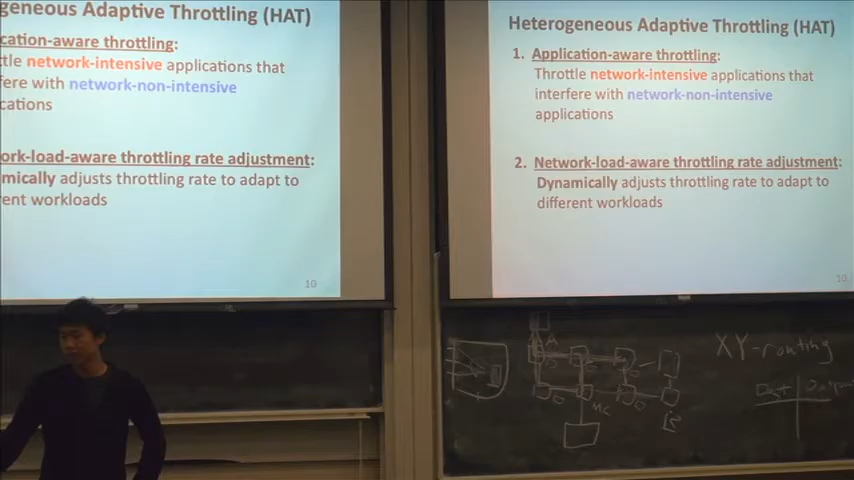 geneous Adaptive Throttling (HAT)
cation-aware throttling:
ttle network-intensive applications that
fere with network-non-intensive
cations
ork-load-aware throttling rate adjustment:
mically adjusts throttling rate to adapt to
ent workloads
10
Heterogeneous Adaptive Throttling (HAT)
1. Application-aware throttling:
Throttle network-intensive applications that
interfere with network-non-intensive
applications
2. Network-load-aware throttling rate adjustment:
Dynamically adjusts throttling rate to adapt to
different workloads
10
XY-routing
A
MC